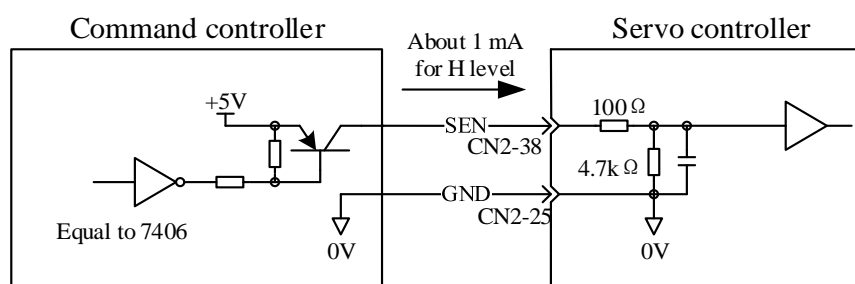 Command controller
About 1 mA
for H level
Servo controller
+5V
SEN
CN2-38
100 Ω
4.7k Ω
GND
CN2-25
Equal to 7406
0V
0V